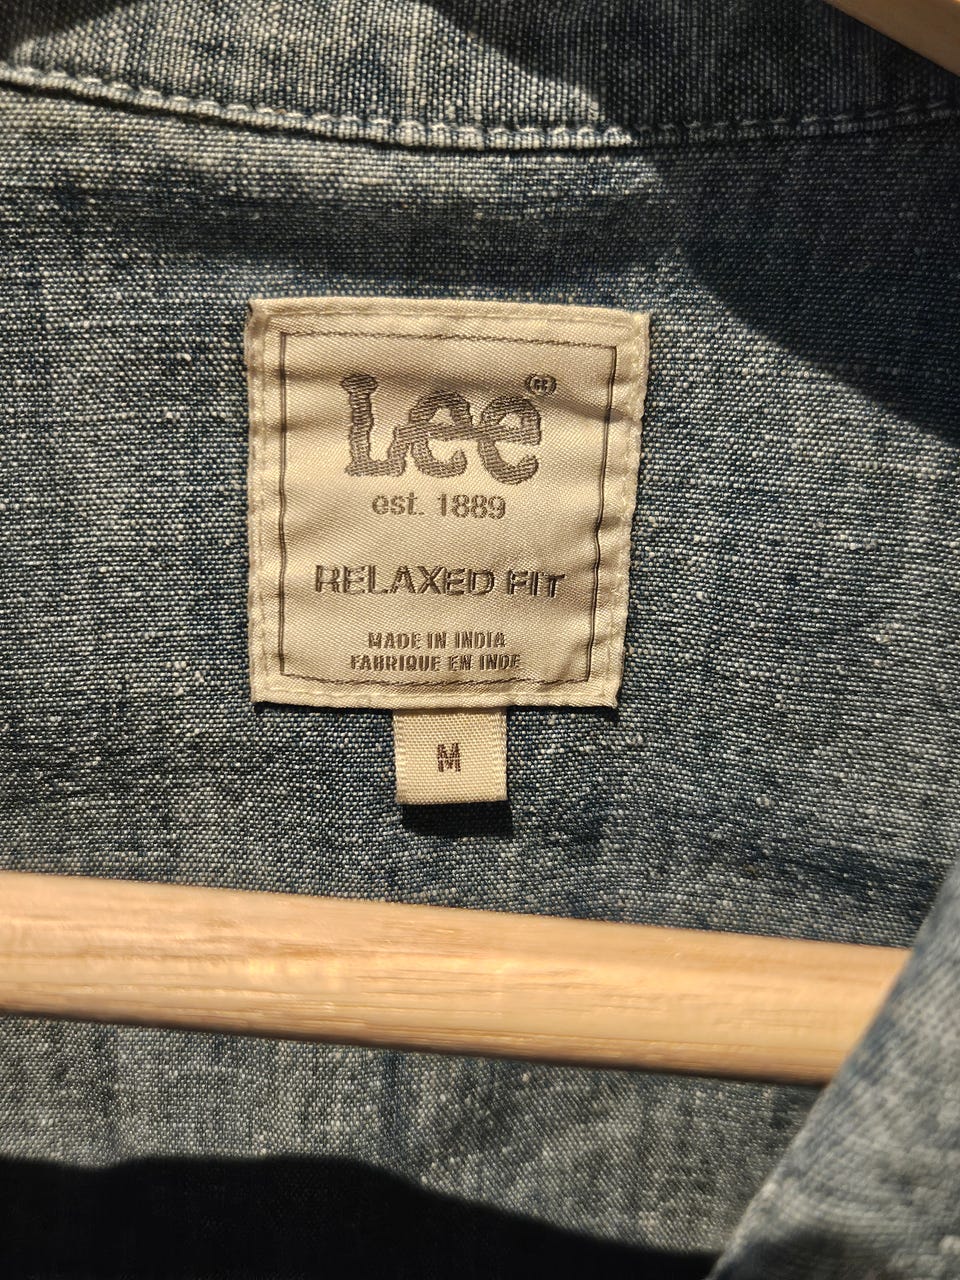 Lee®
est. 1889
RELAXED FIT
MADE IN INDIA
FABRIQUE EN INDE
M